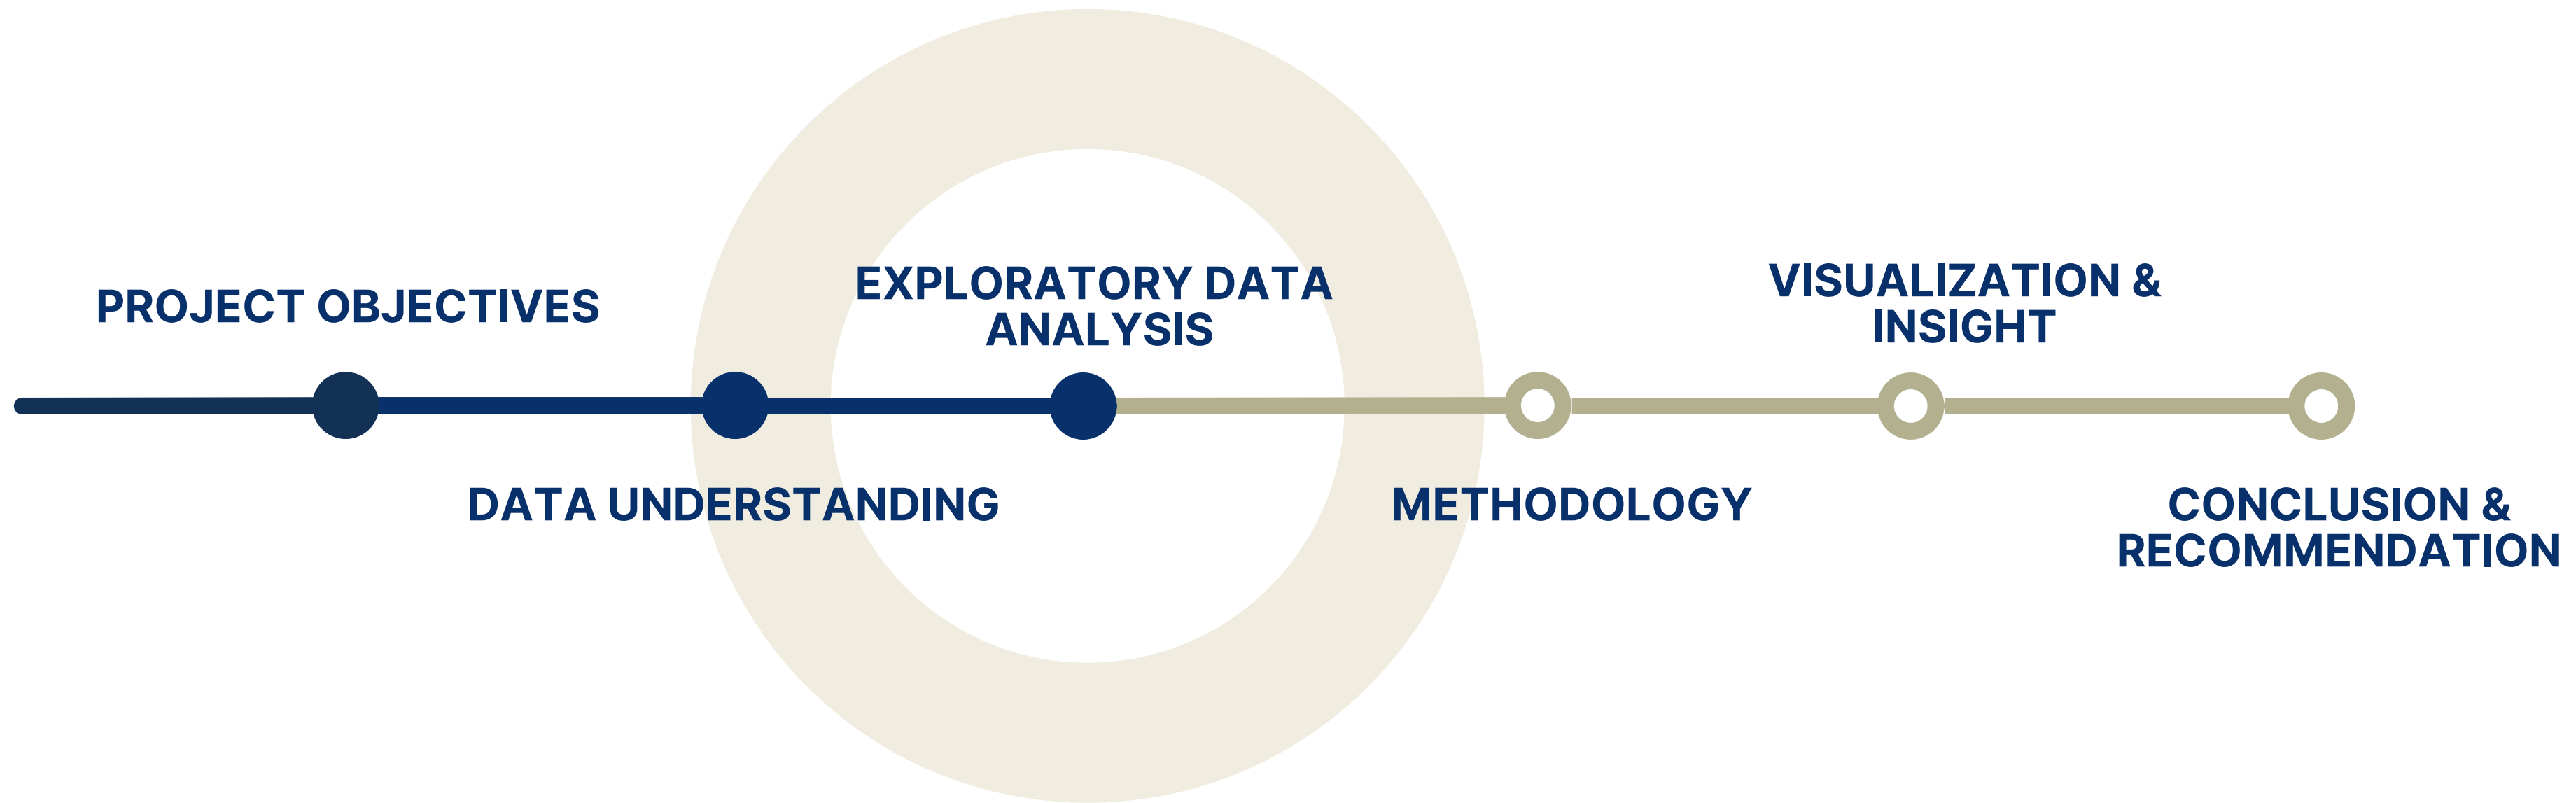 PROJECT OBJECTIVES
DATA UNDERSTANDING
EXPLORATORY DATA
ANALYSIS
METHODOLOGY
VISUALIZATION &
INSIGHT
CONCLUSION &
RECOMMENDATION